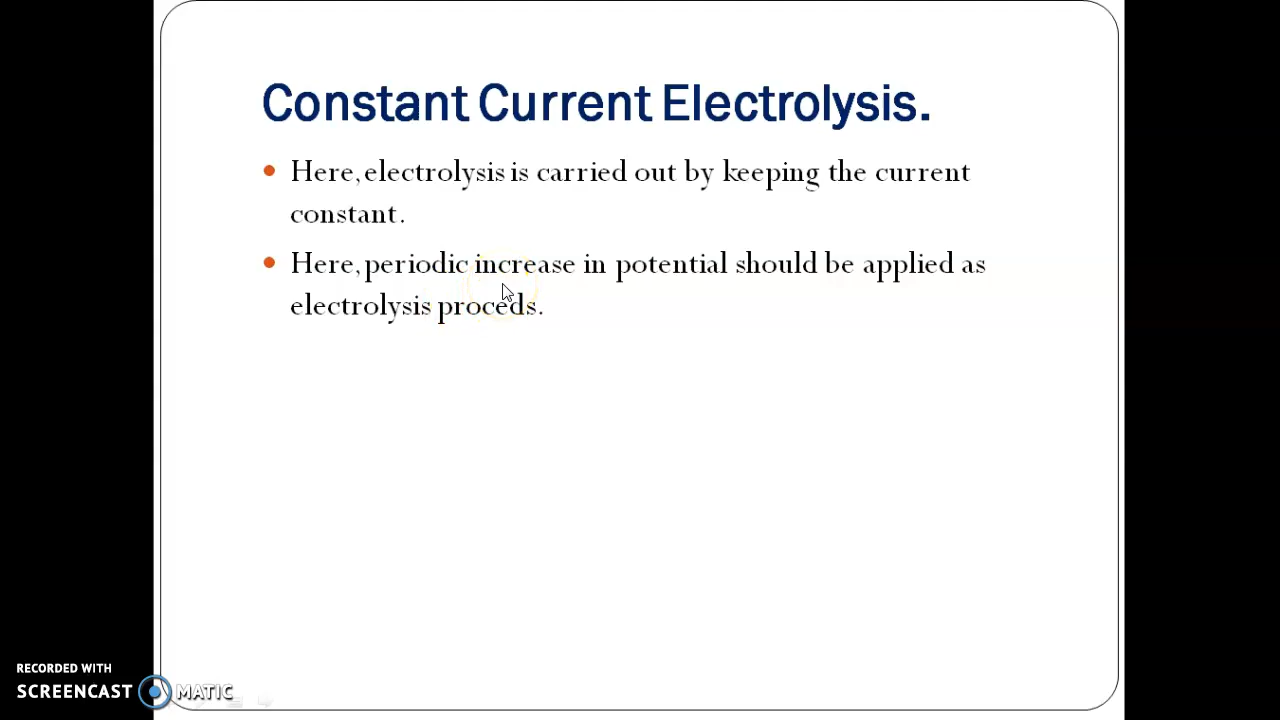 Constant Current Electrolysis.
• Here, electrolysis is carried out by keeping the current
constant.
• Here, periodic increase in potential should be applied as
electrolysis proceds.
RECORDED WITH
SCREENCAST MATIC